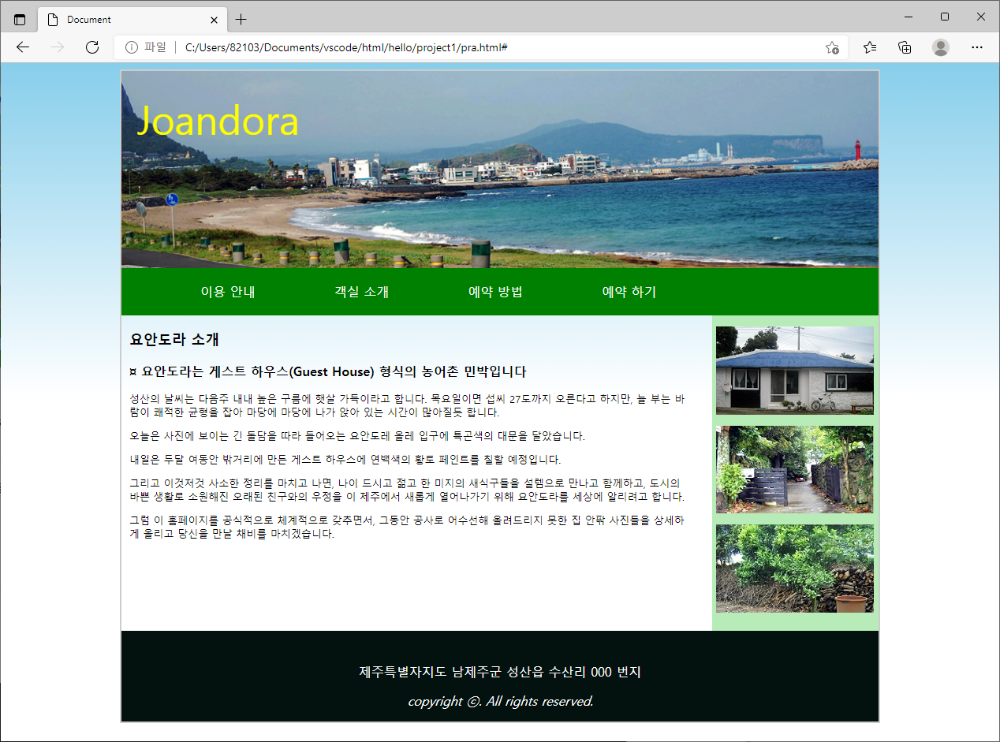 Document
파일
C:/Users/82103/Documents/vscode/html/hello/project1/pra.html#
Joandora
이용 안내 객실 소개 예약 방법 예약 하기
요안도라 소개
¤ 요안도라는 게스트 하우스(Guest House) 형식의 농어촌 민박입니다
성산의 날씨는 다음주 내내 높은 구름에 햇살 가득이라고 합니다. 목요일이면 섭씨 27도까지 오른다고 하지만, 늘 부는 바
람이 쾌적한 균형을 잡아 마당에 마당에 나가 앉아 있는 시간이 많아질듯 합니다.
오늘은 사진에 보이는 긴 돌담을 따라 들어오는 요안도레 올레 입구에 특곤색의 대문을 달았습니다.
내일은 두달 여동안 밖거리에 만든 게스트 하우스에 연백색의 황토 페인트를 칠할 예정입니다.
그리고 이것저것 사소한 정리를 마치고 나면, 나이 드시고 젊고 한 미지의 새식구들을 설렘으로 만나고 함께하고, 도시의
바쁜 생활로 소원해진 오래된 친구와의 우정을 이 제주에서 새롭게 열어나가기 위해 요안도라를 세상에 알리려고 합니다.
그럼 이 홈페이지를 공식적으로 체계적으로 갖추면서, 그동안 공사로 어수선해 올려드리지 못한 집 안팎 사진들을 상세하
게 올리고 당신을 만날 채비를 마치겠습니다.
제주특별자지도 남제주군 성산읍 수산리 000 번지
copyright ⓒ. All rights reserved.